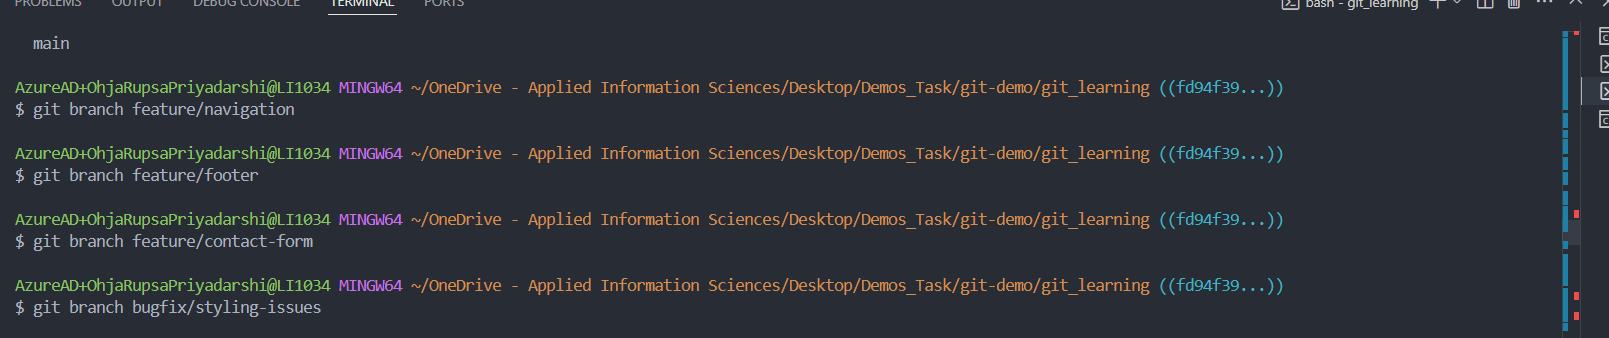 PROBLEMS OUTPUT DEBUG CONSOLE TERMINAL PORTS bash - git_learning
main
AzureAD+OhjaRupsaPriyadarshi@LI1034 MINGW64 ~/OneDrive - Applied Information Sciences/Desktop/Demos_Task/git-demo/git_learning ((fd94f39...))
$ git branch feature/navigation
AzureAD+OhjaRupsaPriyadarshi@LI1034 MINGW64 ~/OneDrive - Applied Information Sciences/Desktop/Demos_Task/git-demo/git_learning ((fd94f39...))
$ git branch feature/footer
AzureAD+OhjaRupsaPriyadarshi@LI1034 MINGW64 ~/OneDrive - Applied Information Sciences/Desktop/Demos_Task/git-demo/git_learning ((fd94f39...))
$ git branch feature/contact-form
AzureAD+OhjaRupsaPriyadarshi@LI1034 MINGW64 ~/OneDrive - Applied Information Sciences/Desktop/Demos_Task/git-demo/git_learning ((fd94f39...))
$ git branch bugfix/styling-issues